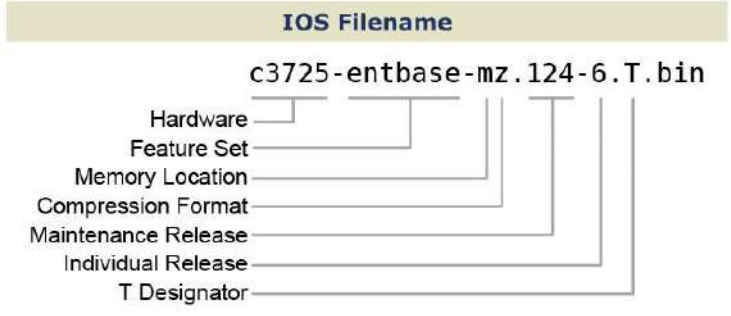 IOS Filename
c3725-entbase-mz.124-6.T.bin
Hardware
Feature Set
Memory Location
Compression Format
Maintenance Release
Individual Release
T Designator